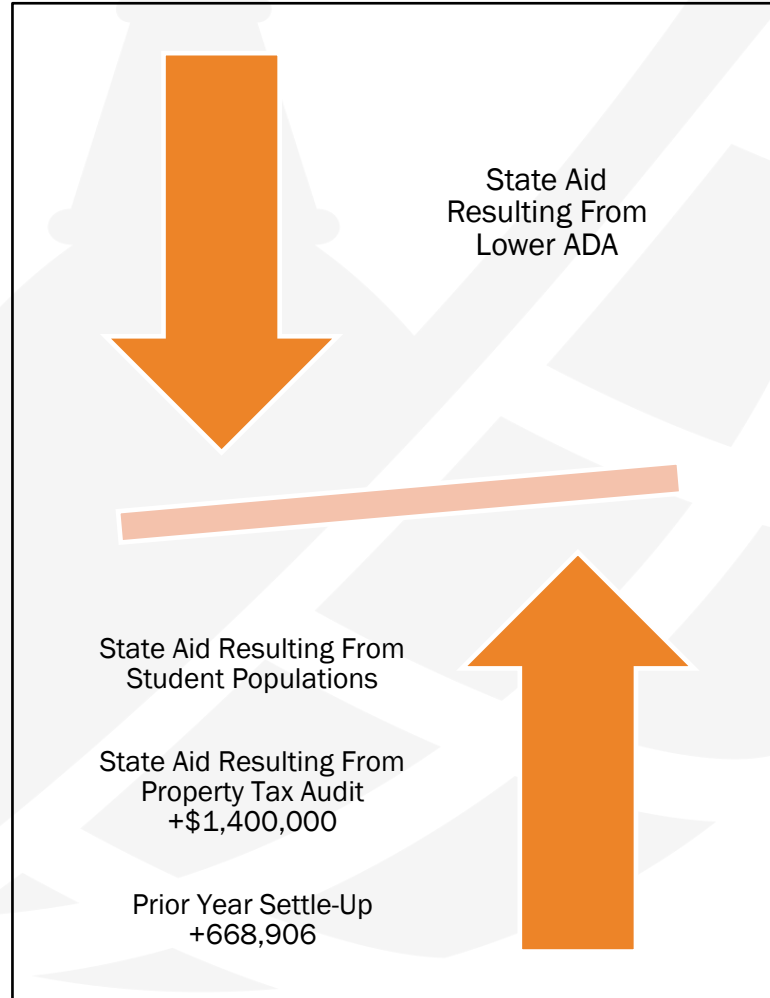 State Aid
Resulting From
Lower ADA
State Aid Resulting From
Student Populations
State Aid Resulting From
Property Tax Audit
+$1,400,000
Prior Year Settle-Up
+668,906